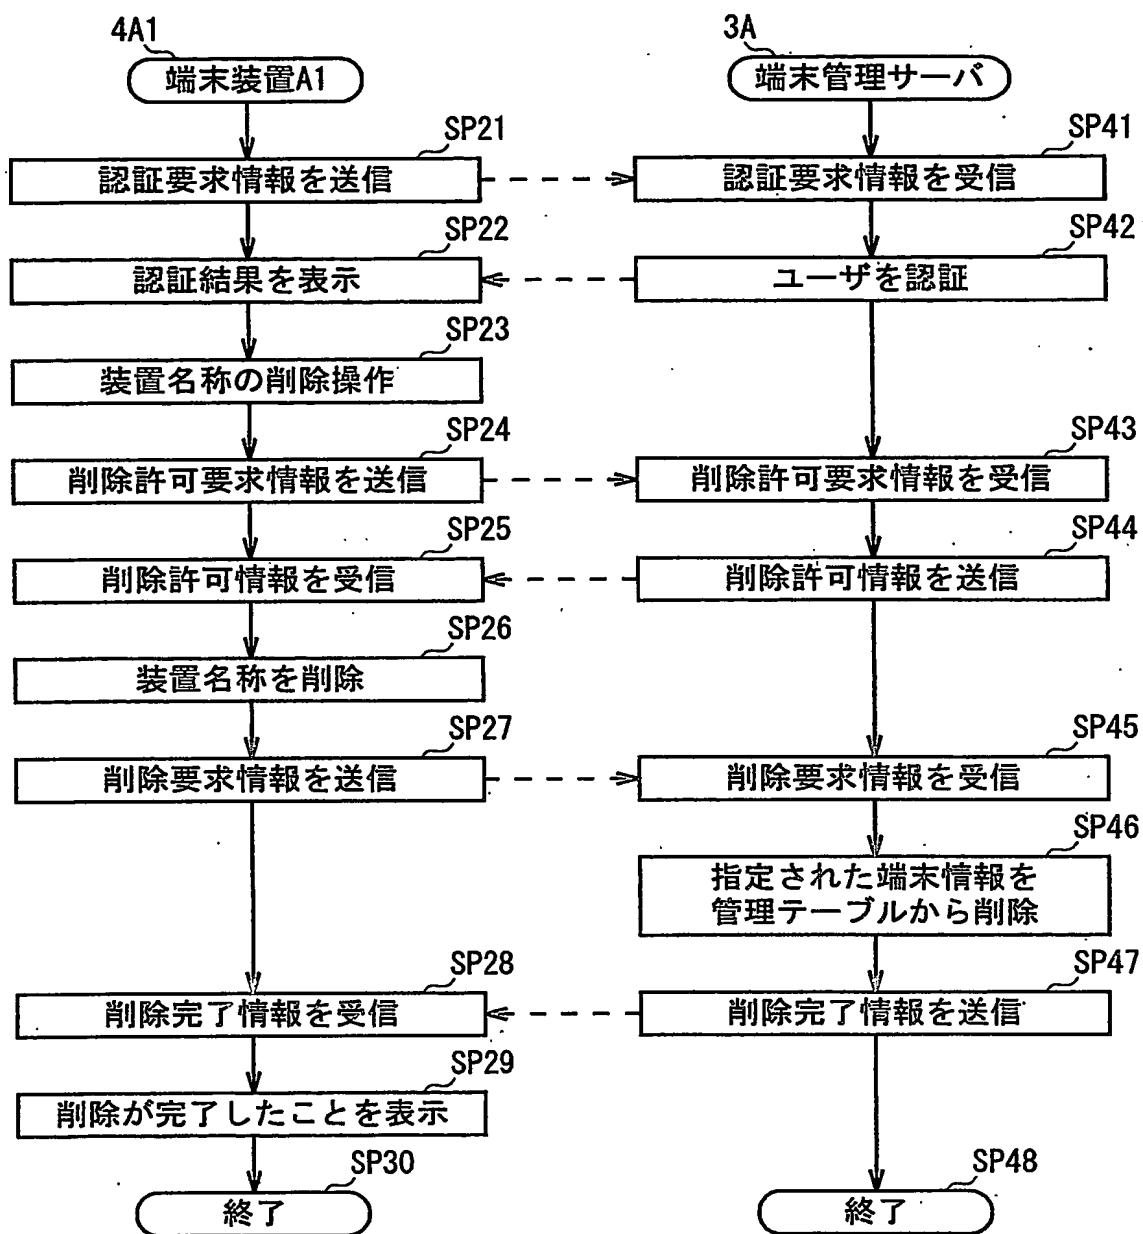 4A1
端末装置A1
3A
端末管理サーバ
SP21
認証要求情報を送信
SP41
認証要求情報を受信
SP22
認証結果を表示
SP42
ユーザを認証
SP23
装置名称の削除操作
SP24
削除許可要求情報を送信
SP43
削除許可要求情報を受信
SP25
削除許可情報を受信
SP44
削除許可情報を送信
SP26
装置名称を削除
SP27
削除要求情報を送信
SP45
削除要求情報を受信
SP46
指定された端末情報を
管理テーブルから削除
SP28
削除完了情報を受信
SP47
削除完了情報を送信
SP29
削除が完了したことを表示
SP30
終了
SP48
終了